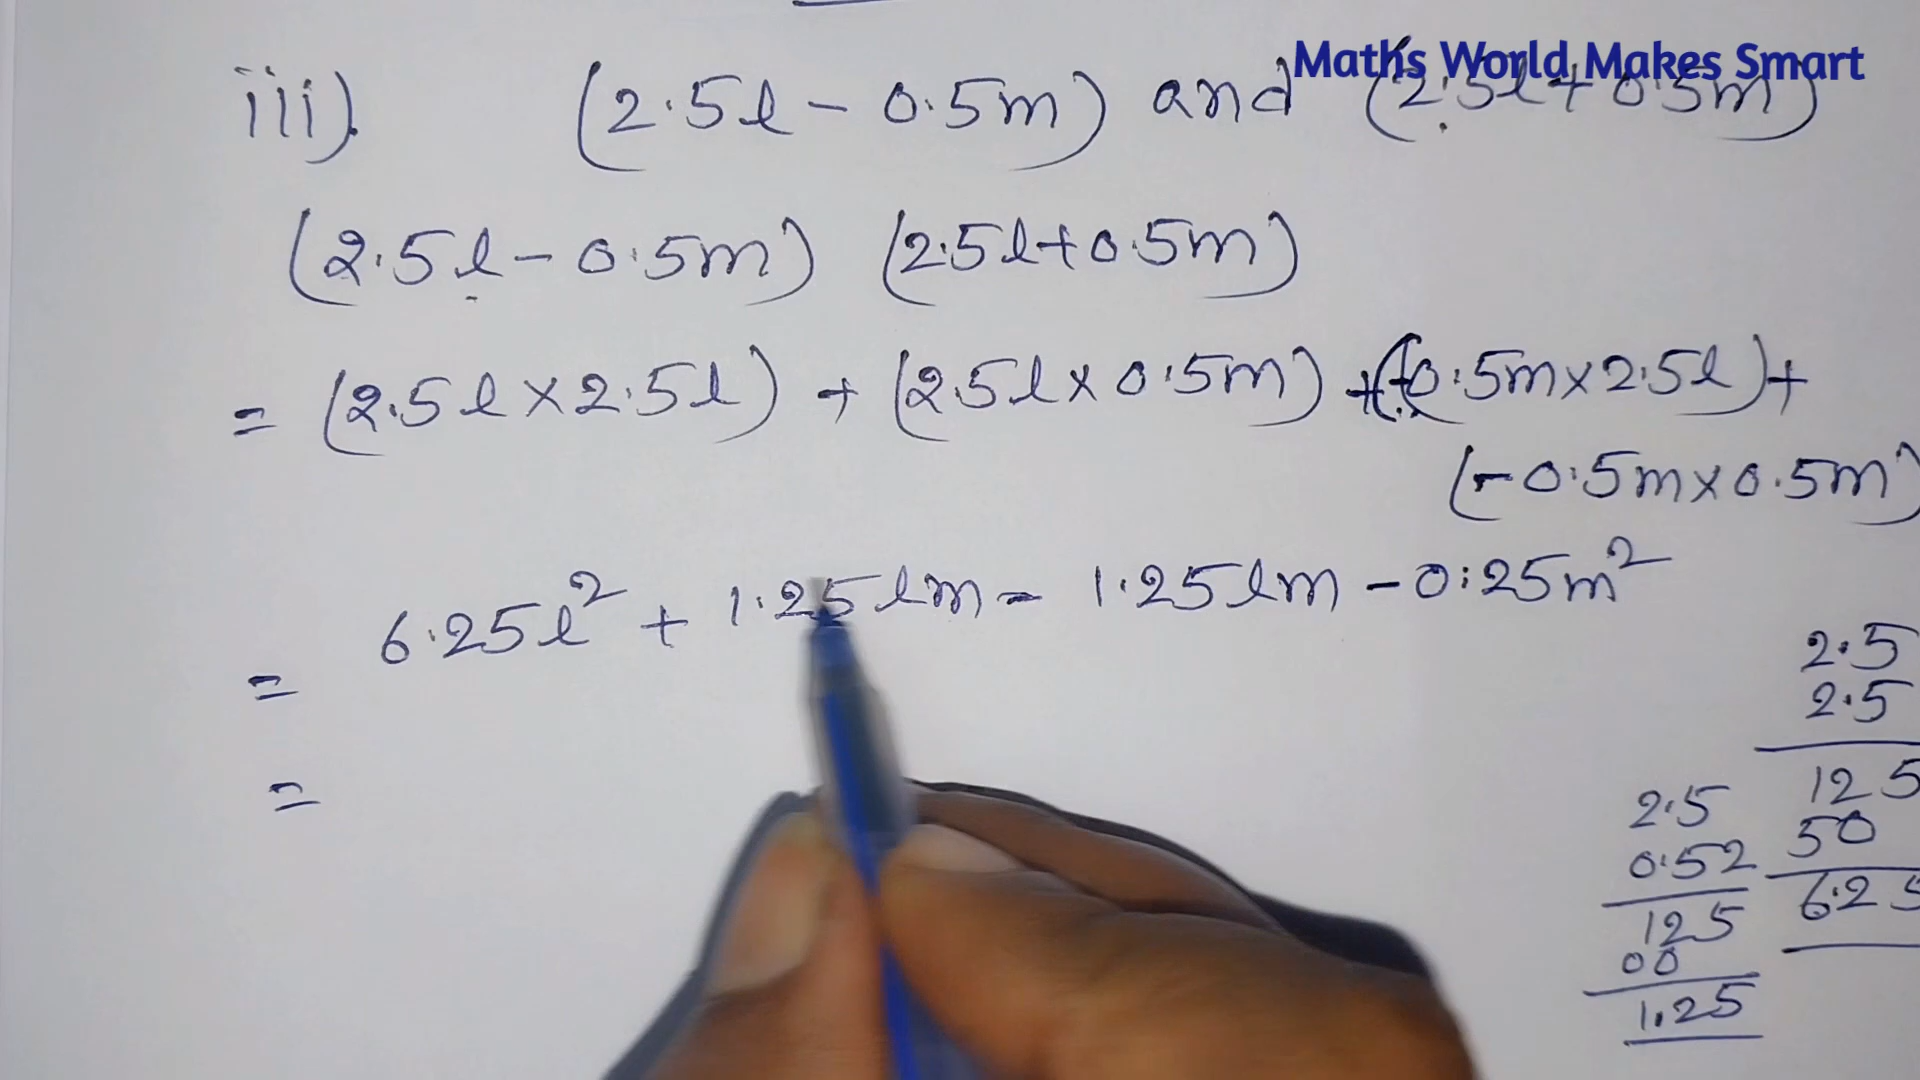 Maths World Makes Smart
iii). (2.5l - 0.5m) and (2.5l + 0.5m)
(2.5l - 0.5m) (2.5l + 0.5m)
= (2.5l × 2.5l) + (2.5l × 0.5m) + (-0.5m × 2.5l) +
(-0.5m × 0.5m)
= 6.25l² + 1.25lm - 1.25lm - 0.25m²
=
2.5
2.5
125
50
6.25
2.5
0.52
125
00
1.25